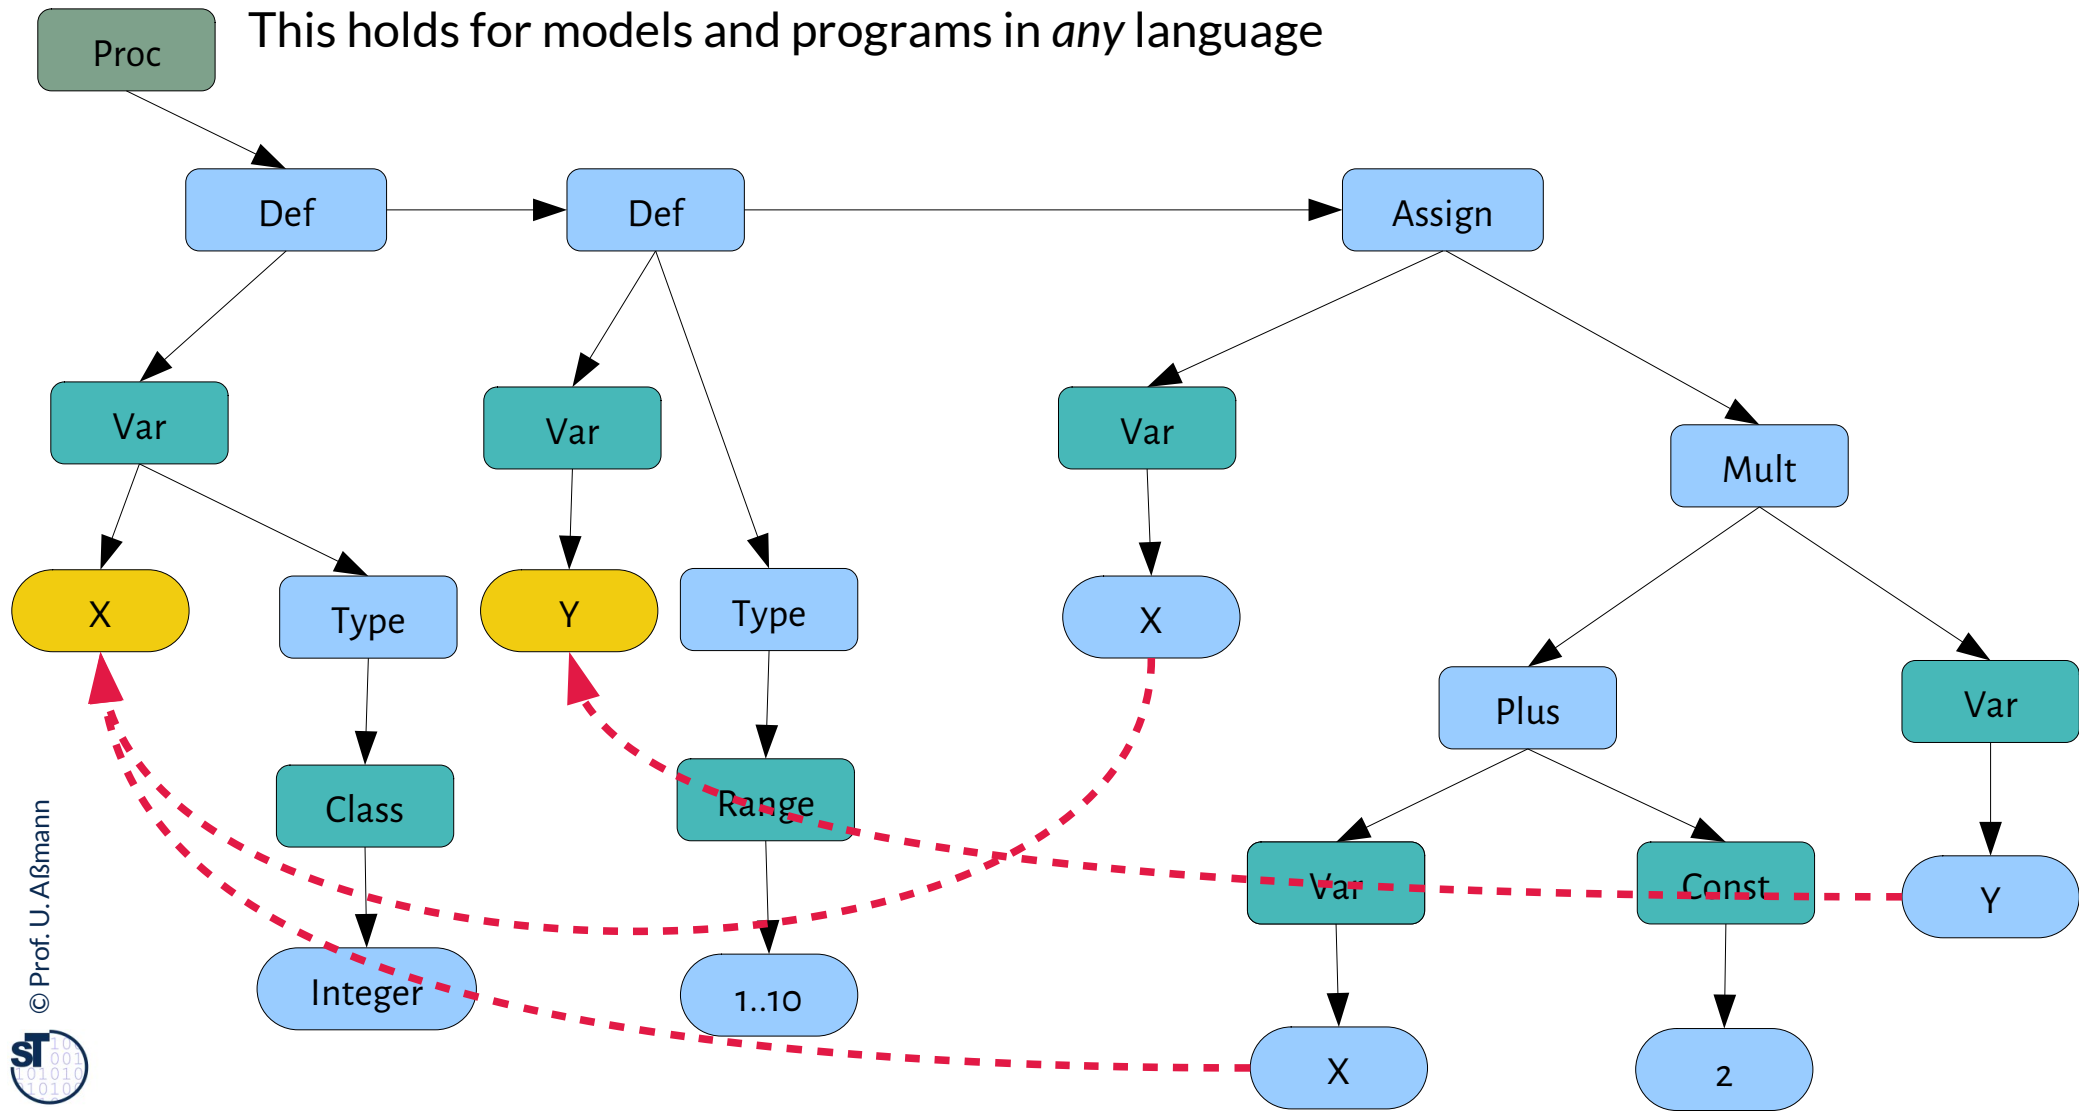 This holds for models and programs in any language
Proc
Def
Def
Assign
Var
Var
Var
Mult
X
Type
Y
Type
X
Plus
Var
Class
Range
Var
Const
Y
Integer
1..10
X
2
© Prof. U. Aßmann
ST